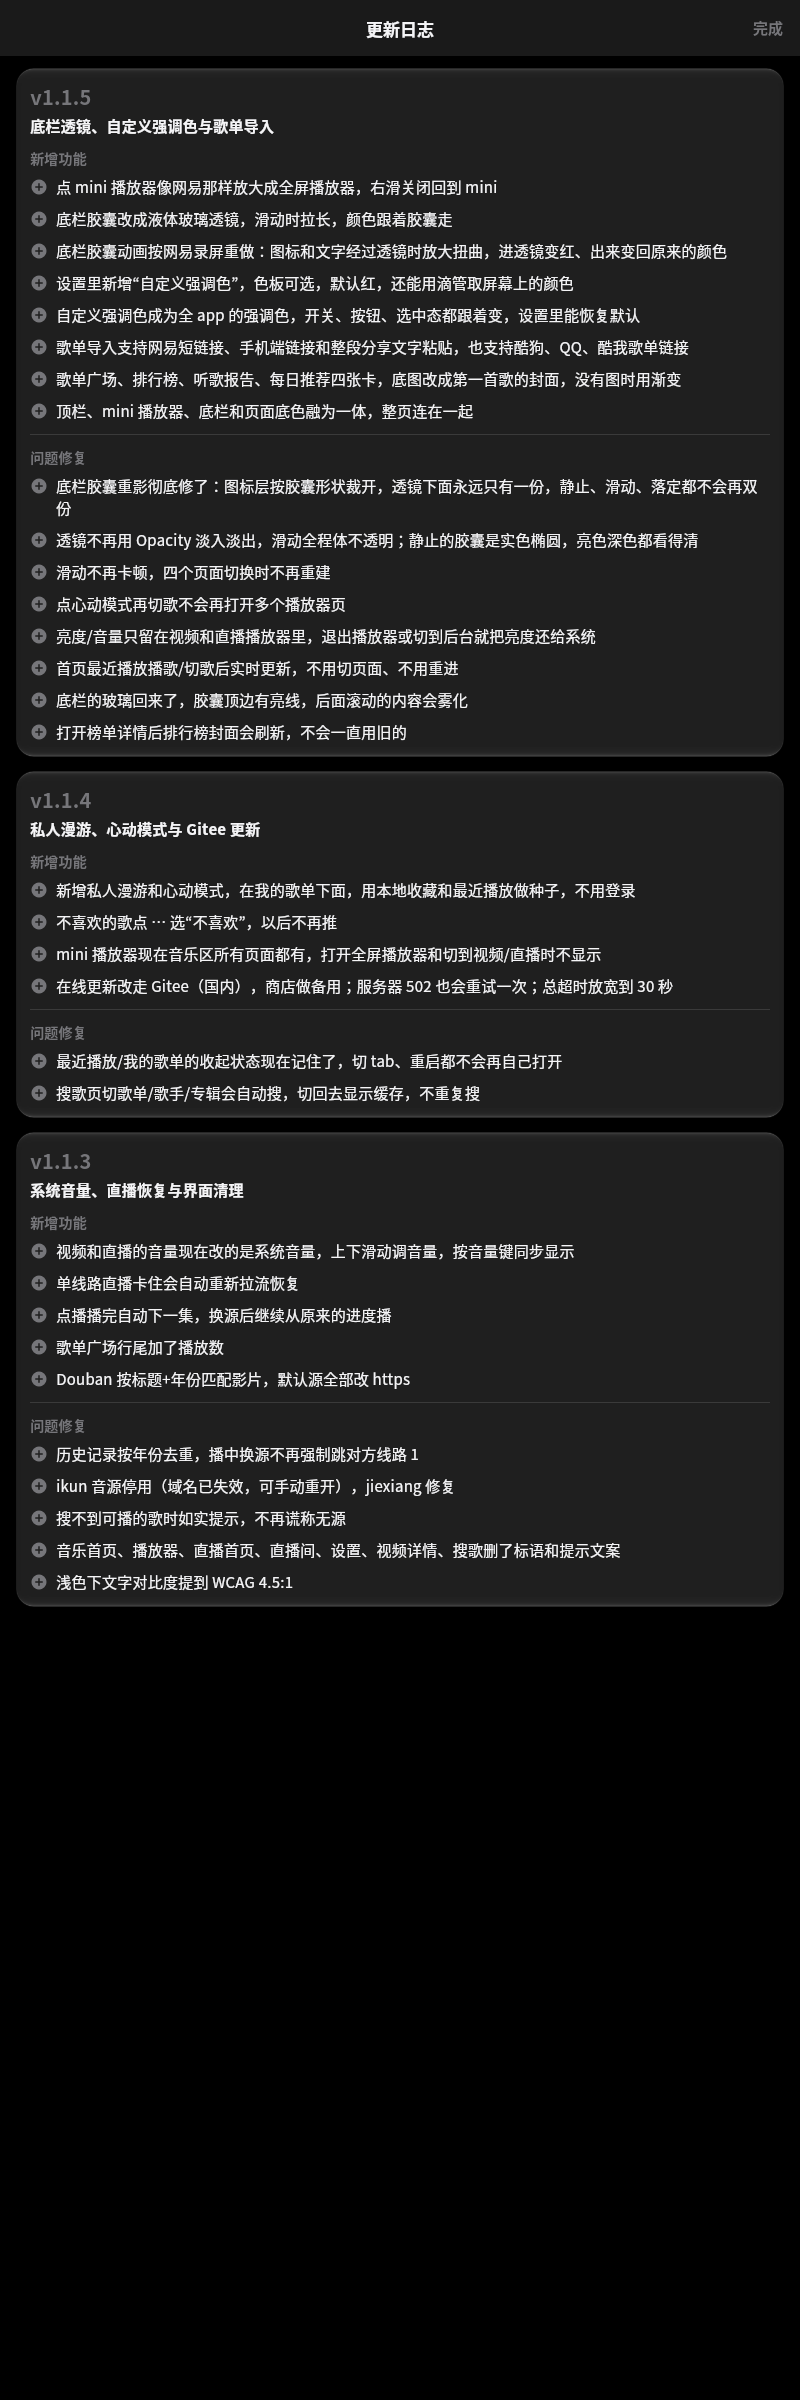 更新日志
完成
v1.1.5
底栏透镜、自定义强调色与歌单导入
新增功能
点 mini 播放器像网易那样放大成全屏播放器，右滑关闭回到 mini
底栏胶囊改成液体玻璃透镜，滑动时拉长，颜色跟着胶囊走
底栏胶囊动画按网易录屏重做：图标和文字经过透镜时放大扭曲，进透镜变红、出来变回原来的颜色
设置里新增“自定义强调色”，色板可选，默认红，还能用滴管取屏幕上的颜色
自定义强调色成为全 app 的强调色，开关、按钮、选中态都跟着变，设置里能恢复默认
歌单导入支持网易短链接、手机端链接和整段分享文字粘贴，也支持酷狗、QQ、酷我歌单链接
歌单广场、排行榜、听歌报告、每日推荐四张卡，底图改成第一首歌的封面，没有图时用渐变
顶栏、mini 播放器、底栏和页面底色融为一体，整页连在一起
问题修复
底栏胶囊重影彻底修了：图标层按胶囊形状裁开，透镜下面永远只有一份，静止、滑动、落定都不会再双
份
透镜不再用 Opacity 淡入淡出，滑动全程体不透明；静止的胶囊是实色椭圆，亮色深色都看得清
滑动不再卡顿，四个页面切换时不再重建
点心动模式再切歌不会再打开多个播放器页
亮度/音量只留在视频和直播播放器里，退出播放器或切到后台就把亮度还给系统
首页最近播放播歌/切歌后实时更新，不用切页面、不用重进
底栏的玻璃回来了，胶囊顶边有亮线，后面滚动的内容会雾化
打开榜单详情后排行榜封面会刷新，不会一直用旧的
v1.1.4
私人漫游、心动模式与 Gitee 更新
新增功能
新增私人漫游和心动模式，在我的歌单下面，用本地收藏和最近播放做种子，不用登录
不喜欢的歌点 ⋯ 选“不喜欢”，以后不再推
mini 播放器现在音乐区所有页面都有，打开全屏播放器和切到视频/直播时不显示
在线更新改走 Gitee（国内），商店做备用；服务器 502 也会重试一次；总超时放宽到 30 秒
问题修复
最近播放/我的歌单的收起状态现在记住了，切 tab、重启都不会再自己打开
搜歌页切歌单/歌手/专辑会自动搜，切回去显示缓存，不重复搜
v1.1.3
系统音量、直播恢复与界面清理
新增功能
视频和直播的音量现在改的是系统音量，上下滑动调音量，按音量键同步显示
单线路直播卡住会自动重新拉流恢复
点播播完自动下一集，换源后继续从原来的进度播
歌单广场行尾加了播放数
Douban 按标题+年份匹配影片，默认源全部改 https
问题修复
历史记录按年份去重，播中换源不再强制跳对方线路 1
ikun 音源停用（域名已失效，可手动重开），jiexiang 修复
搜不到可播的歌时如实提示，不再谎称无源
音乐首页、播放器、直播首页、直播间、设置、视频详情、搜歌删了标语和提示文案
浅色下文字对比度提到 WCAG 4.5:1